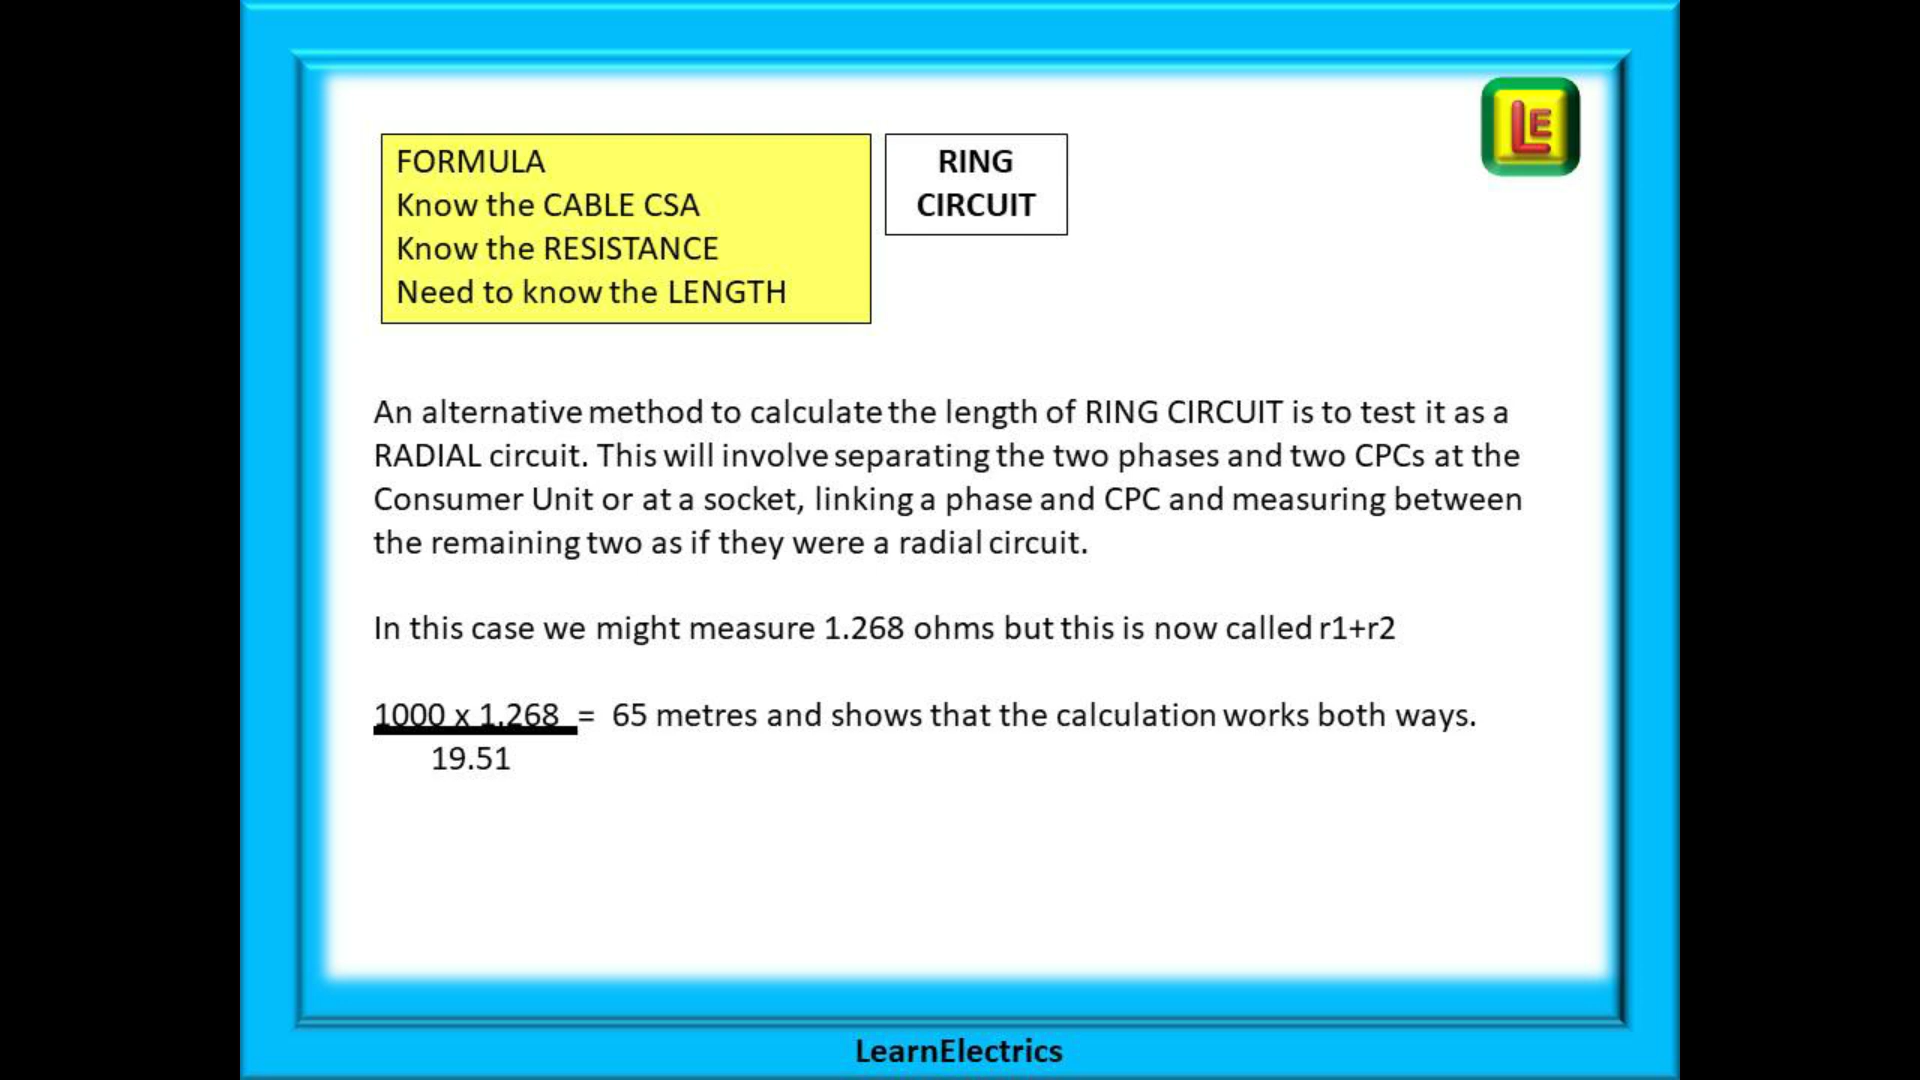 LE
FORMULA
Know the CABLE CSA
Know the RESISTANCE
Need to know the LENGTH
RING
CIRCUIT
An alternative method to calculate the length of RING CIRCUIT is to test it as a
RADIAL circuit. This will involve separating the two phases and two CPCs at the
Consumer Unit or at a socket, linking a phase and CPC and measuring between
the remaining two as if they were a radial circuit.
In this case we might measure 1.268 ohms but this is now called r1+r2
1000 x 1.268 = 65 metres and shows that the calculation works both ways.
19.51
LearnElectrics